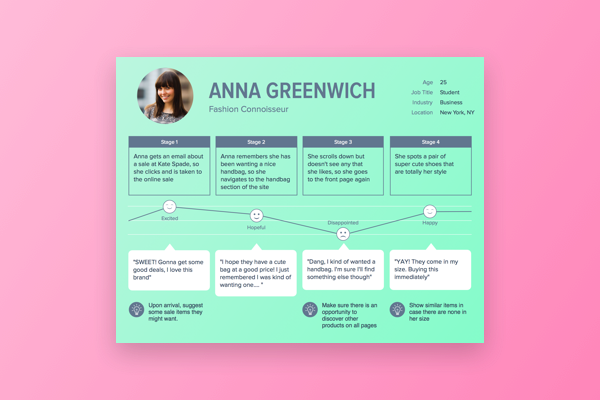 ANNA GREENWICH
Fashion Connoisseur
Age 25
Job Title Student
Industry Business
Location New York, NY
Stage 1
Anna gets an email about
a sale at Kate Spade, so
she clicks and is taken to
the online sale
Stage 2
Anna remembers she has
been wanting a nice
handbag, so she
navigates to the handbag
section of the site
Stage 3
She scrolls down but
doesn't see any that
she likes, so she goes
to the front page again
Stage 4
She spots a pair of
super cute shoes that
are totally her style
Excited
Hopeful
Disappointed
Happy
"SWEET! Gonna get some
good deals, I love this
brand"
"I hope they have a cute
bag at a good price! I just
remembered I was kind of
wanting one.... "
"Dang, I kind of wanted a
handbag, I'm sure I'll find
something else though"
"YAY! They come in my
size. Buying this
immediately"
Upon arrival, suggest
some sale items they
might want.
Make sure there is an
opportunity to
discover other
products on all pages
Show similar items in
case there are none in
her size